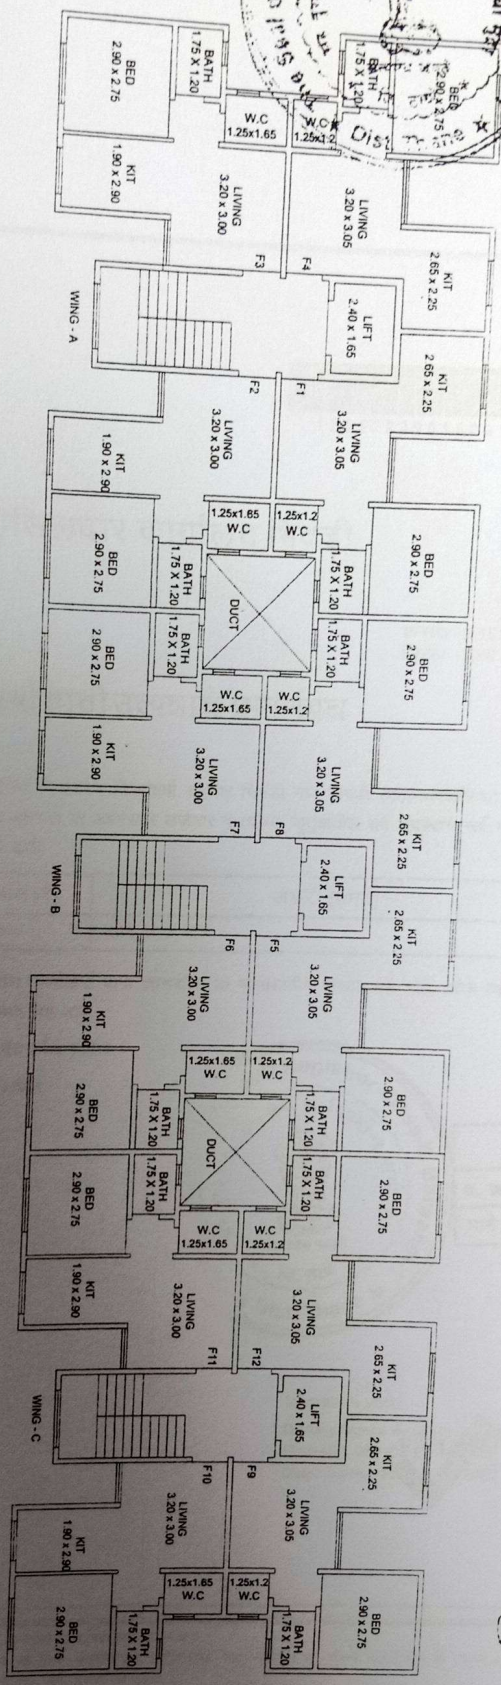 BED
2.90 x 2.75
BATH
1.75 X 1.20
BATH
1.75 X 1.20
BED
2.90 x 2.75
W.C
1.25x1.65
W.C
1.25x1.2
Dis
KIT
1.90 x 2.90
LIVING
3.20 x 3.00
LIVING
3.20 x 3.05
KIT
2.65 x 2.25
F3
F4
WING - A
LIFT
2.40 x 1.65
KIT
2.65 x 2.25
F2
F1
KIT
1.90 x 2.90
LIVING
3.20 x 3.00
LIVING
3.20 x 3.05
1.25x1.65
W.C
1.25x1.2
W.C
BED
2.90 x 2.75
BATH
1.75 X 1.20
BATH
1.75 X 1.20
BED
2.90 x 2.75
DUCT
BED
2.90 x 2.75
BATH
1.75 X 1.20
BATH
1.75 X 1.20
BED
2.90 x 2.75
W.C
1.25x1.65
W.C
1.25x1.2
KIT
1.90 x 2.90
LIVING
3.20 x 3.00
LIVING
3.20 x 3.05
KIT
2.65 x 2.25
F7
F8
WING - B
LIFT
2.40 x 1.65
KIT
2.65 x 2.25
F6
F5
KIT
1.90 x 2.90
LIVING
3.20 x 3.00
LIVING
3.20 x 3.05
1.25x1.65
W.C
1.25x1.2
W.C
BED
2.90 x 2.75
BATH
1.75 X 1.20
BATH
1.75 X 1.20
BED
2.90 x 2.75
DUCT
BED
2.90 x 2.75
BATH
1.75 X 1.20
BATH
1.75 X 1.20
BED
2.90 x 2.75
W.C
1.25x1.65
W.C
1.25x1.2
KIT
1.90 x 2.90
LIVING
3.20 x 3.00
LIVING
3.20 x 3.05
KIT
2.65 x 2.25
F11
F12
WING - C
LIFT
2.40 x 1.65
KIT
2.65 x 2.25
F10
F9
KIT
1.90 x 2.90
LIVING
3.20 x 3.00
LIVING
3.20 x 3.05
1.25x1.65
W.C
1.25x1.2
W.C
BED
2.90 x 2.75
BATH
1.75 X 1.20
BATH
1.75 X 1.20
BED
2.90 x 2.75